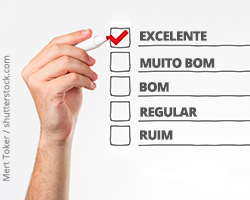 EXCELENTE
MUITO BOM
BOM
REGULAR
RUIM
Mert Toker / shutterstock.com